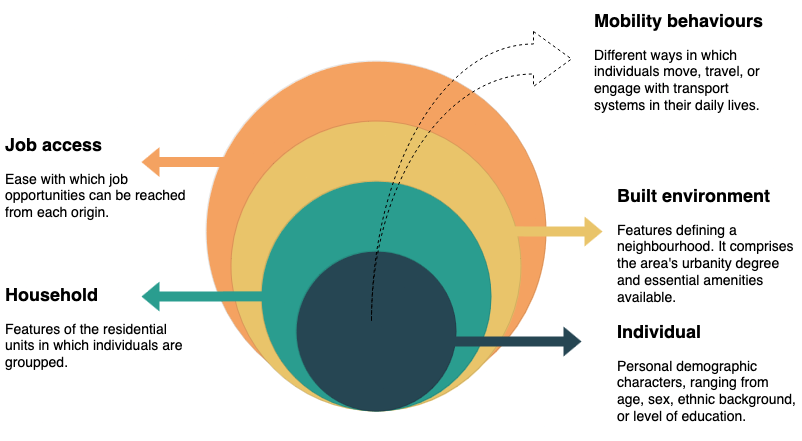 Mobility behaviours
Different ways in which
individuals move, travel, or
engage with transport
systems in their daily lives.
Job access
Ease with which job
opportunities can be reached
from each origin.
Built environment
Features defining a
neighbourhood. It comprises
the area's urbanity degree
and essential amenities
available.
Household
Features of the residential
units in which individuals are
groupped.
Individual
Personal demographic
characters, ranging from
age, sex, ethnic background,
or level of education.